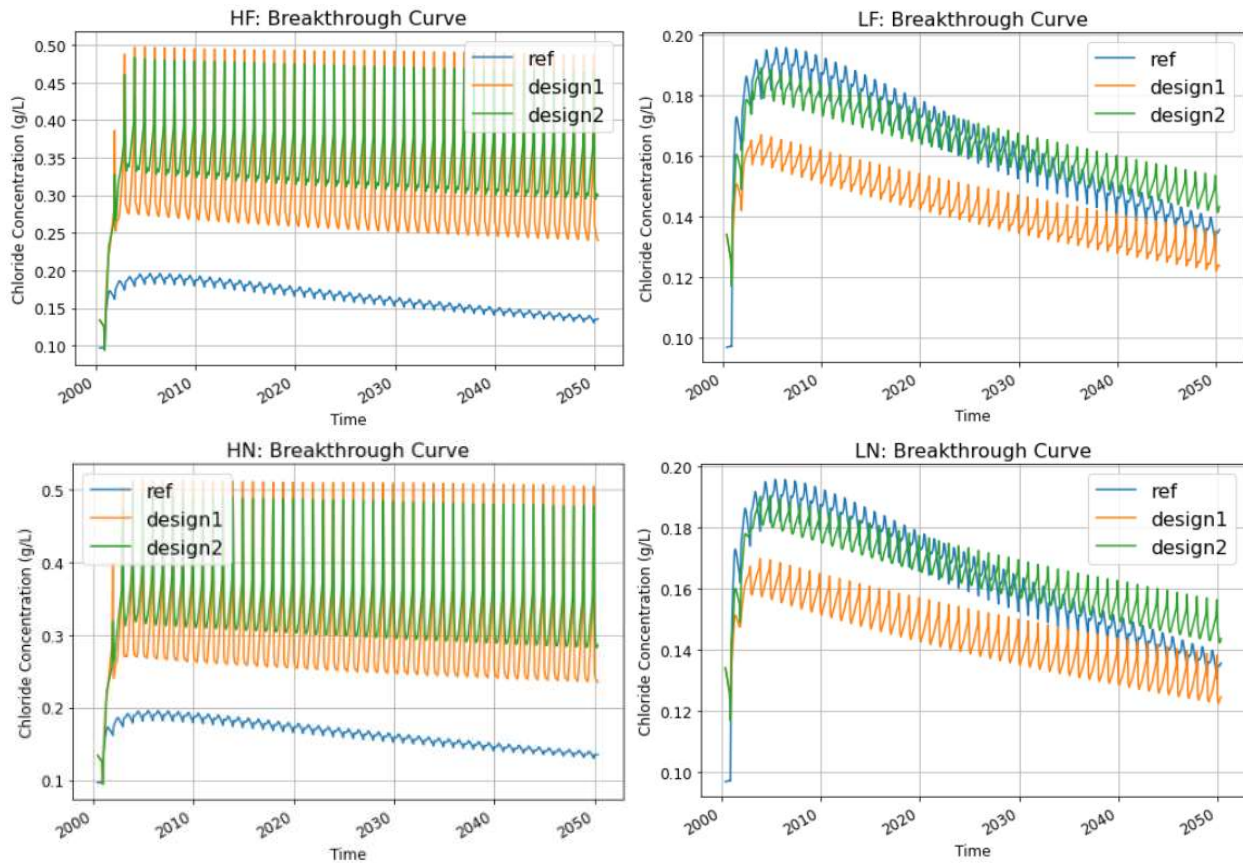 HF: Breakthrough Curve
Chloride Concentration (g/L)
0.50
0.45
0.40
0.35
0.30
0.25
0.20
0.15
0.10
ref
design1
design2
2000
2010
2020
2030
2040
2050
Time
LF: Breakthrough Curve
Chloride Concentration (g/L)
0.20
0.18
0.16
0.14
0.12
0.10
ref
design1
design2
2000
2010
2020
2030
2040
2050
Time
HN: Breakthrough Curve
Chloride Concentration (g/L)
0.5
0.4
0.3
0.2
0.1
ref
design1
design2
2000
2010
2020
2030
2040
2050
Time
LN: Breakthrough Curve
Chloride Concentration (g/L)
0.20
0.18
0.16
0.14
0.12
0.10
ref
design1
design2
2000
2010
2020
2030
2040
2050
Time